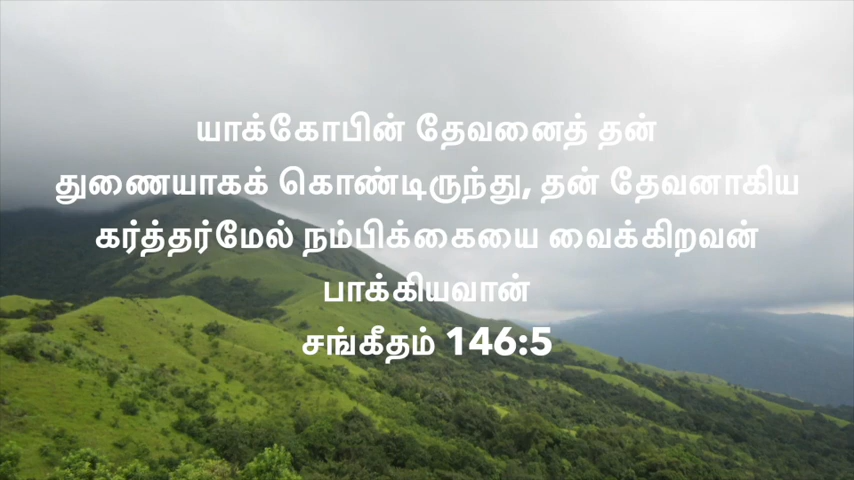 யாக்கோபின் தேவனைத் தன்
துணையாகக் கொண்டிருந்து, தன் தேவனாகிய
கர்த்தர்மேல் நம்பிக்கையை வைக்கிறவன்
பாக்கியவான்
சங்கீதம் 146:5